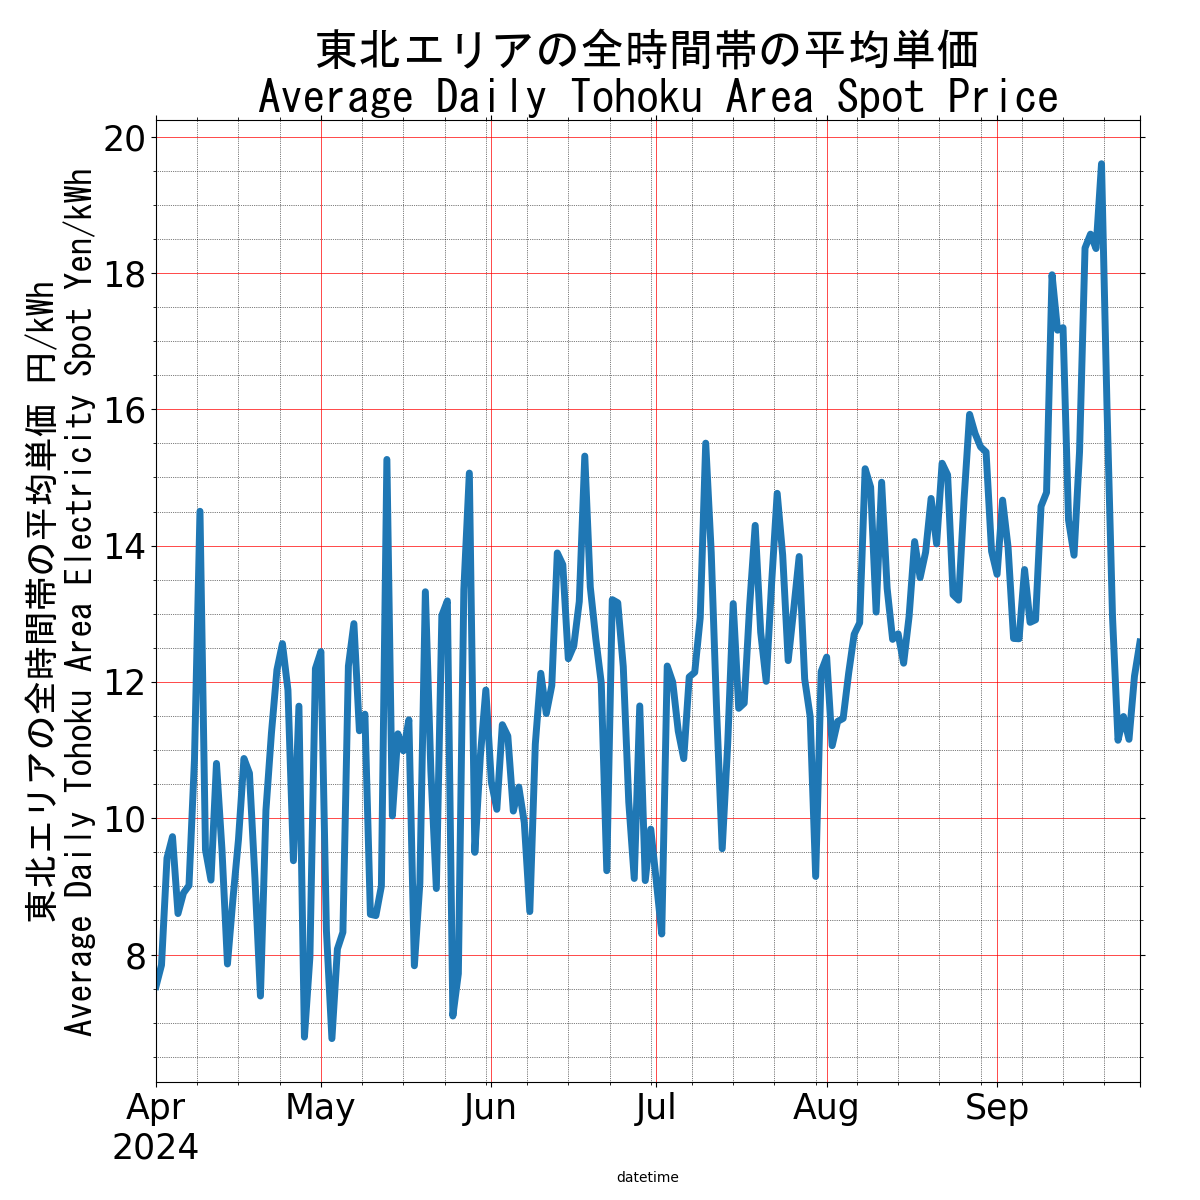 東北エリアの全時間帯の平均単価
Average Daily Tohoku Area Spot Price
東北エリアの全時間帯の平均単価 円/kWh
Average Daily Tohoku Area Electricity Spot Yen/kWh
20
18
16
14
12
10
8
Apr
2024
May
Jun
Jul
Aug
Sep
datetime